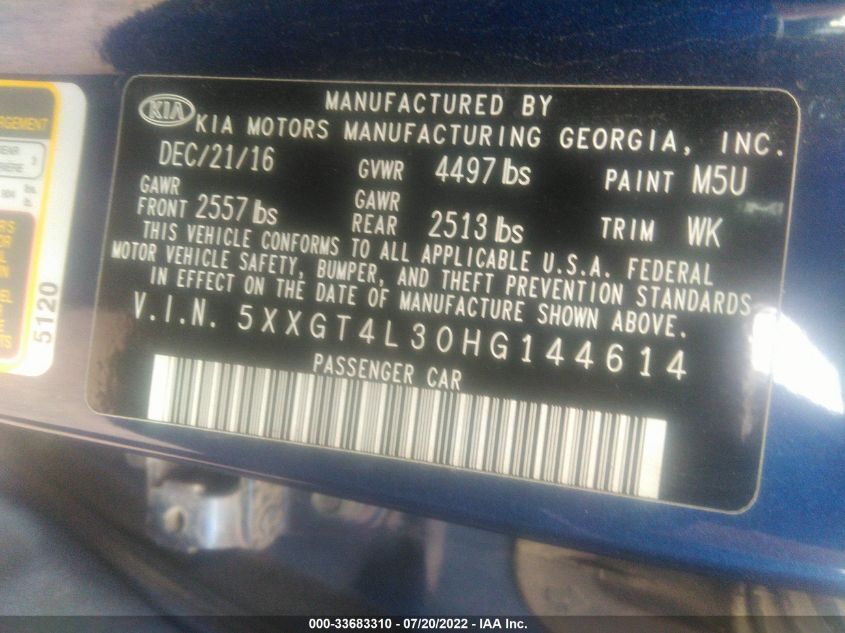 KIA
MANUFACTURED BY
KIA MOTORS MANUFACTURING GEORGIA, INC.
DEC/21/16 GVWR 4497 lbs PAINT M5U
GAWR FRONT 2557 lbs GAWR REAR 2513 lbs TRIM WK
THIS VEHICLE CONFORMS TO ALL APPLICABLE U.S.A. FEDERAL
MOTOR VEHICLE SAFETY, BUMPER, AND THEFT PREVENTION STANDARDS
IN EFFECT ON THE DATE OF MANUFACTURE SHOWN ABOVE.
V.I.N. 5XXGT4L30HG144614
PASSENGER CAR
5120
000-33683310 / 07/20/2022 - IAA Inc.